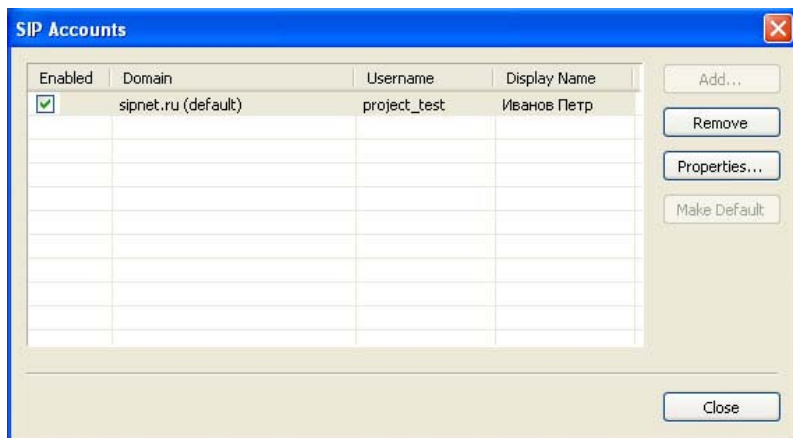 SIP Accounts
Enabled Domain Username Display Name
sipnet.ru (default) project_test Иванов Петр
Add...
Remove
Properties...
Make Default
Close